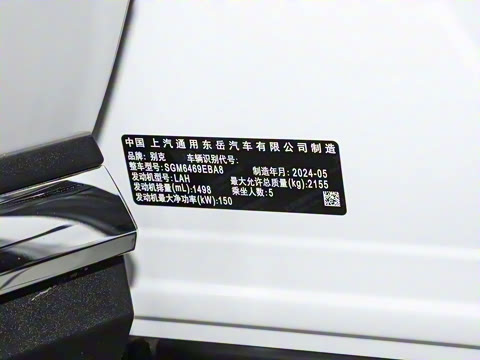 中国 上汽通用东岳汽车有限公司制造
品牌:别克 车辆识别代号:
整车型号:SGM6469EBA8 制造年月:2024-05
发动机型号:LAH 最大允许总质量(kg):2155
发动机排量(mL):1498 乘坐人数:5
发动机最大净功率(kW):150